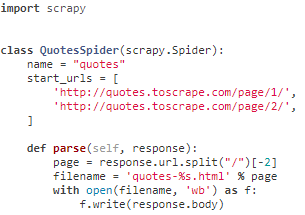 import scrapy


class QuotesSpider(scrapy.Spider):
    name = "quotes"
    start_urls = [
        'http://quotes.toscrape.com/page/1/',
        'http://quotes.toscrape.com/page/2/',
    ]

    def parse(self, response):
        page = response.url.split("/")[-2]
        filename = 'quotes-%s.html' % page
        with open(filename, 'wb') as f:
            f.write(response.body)